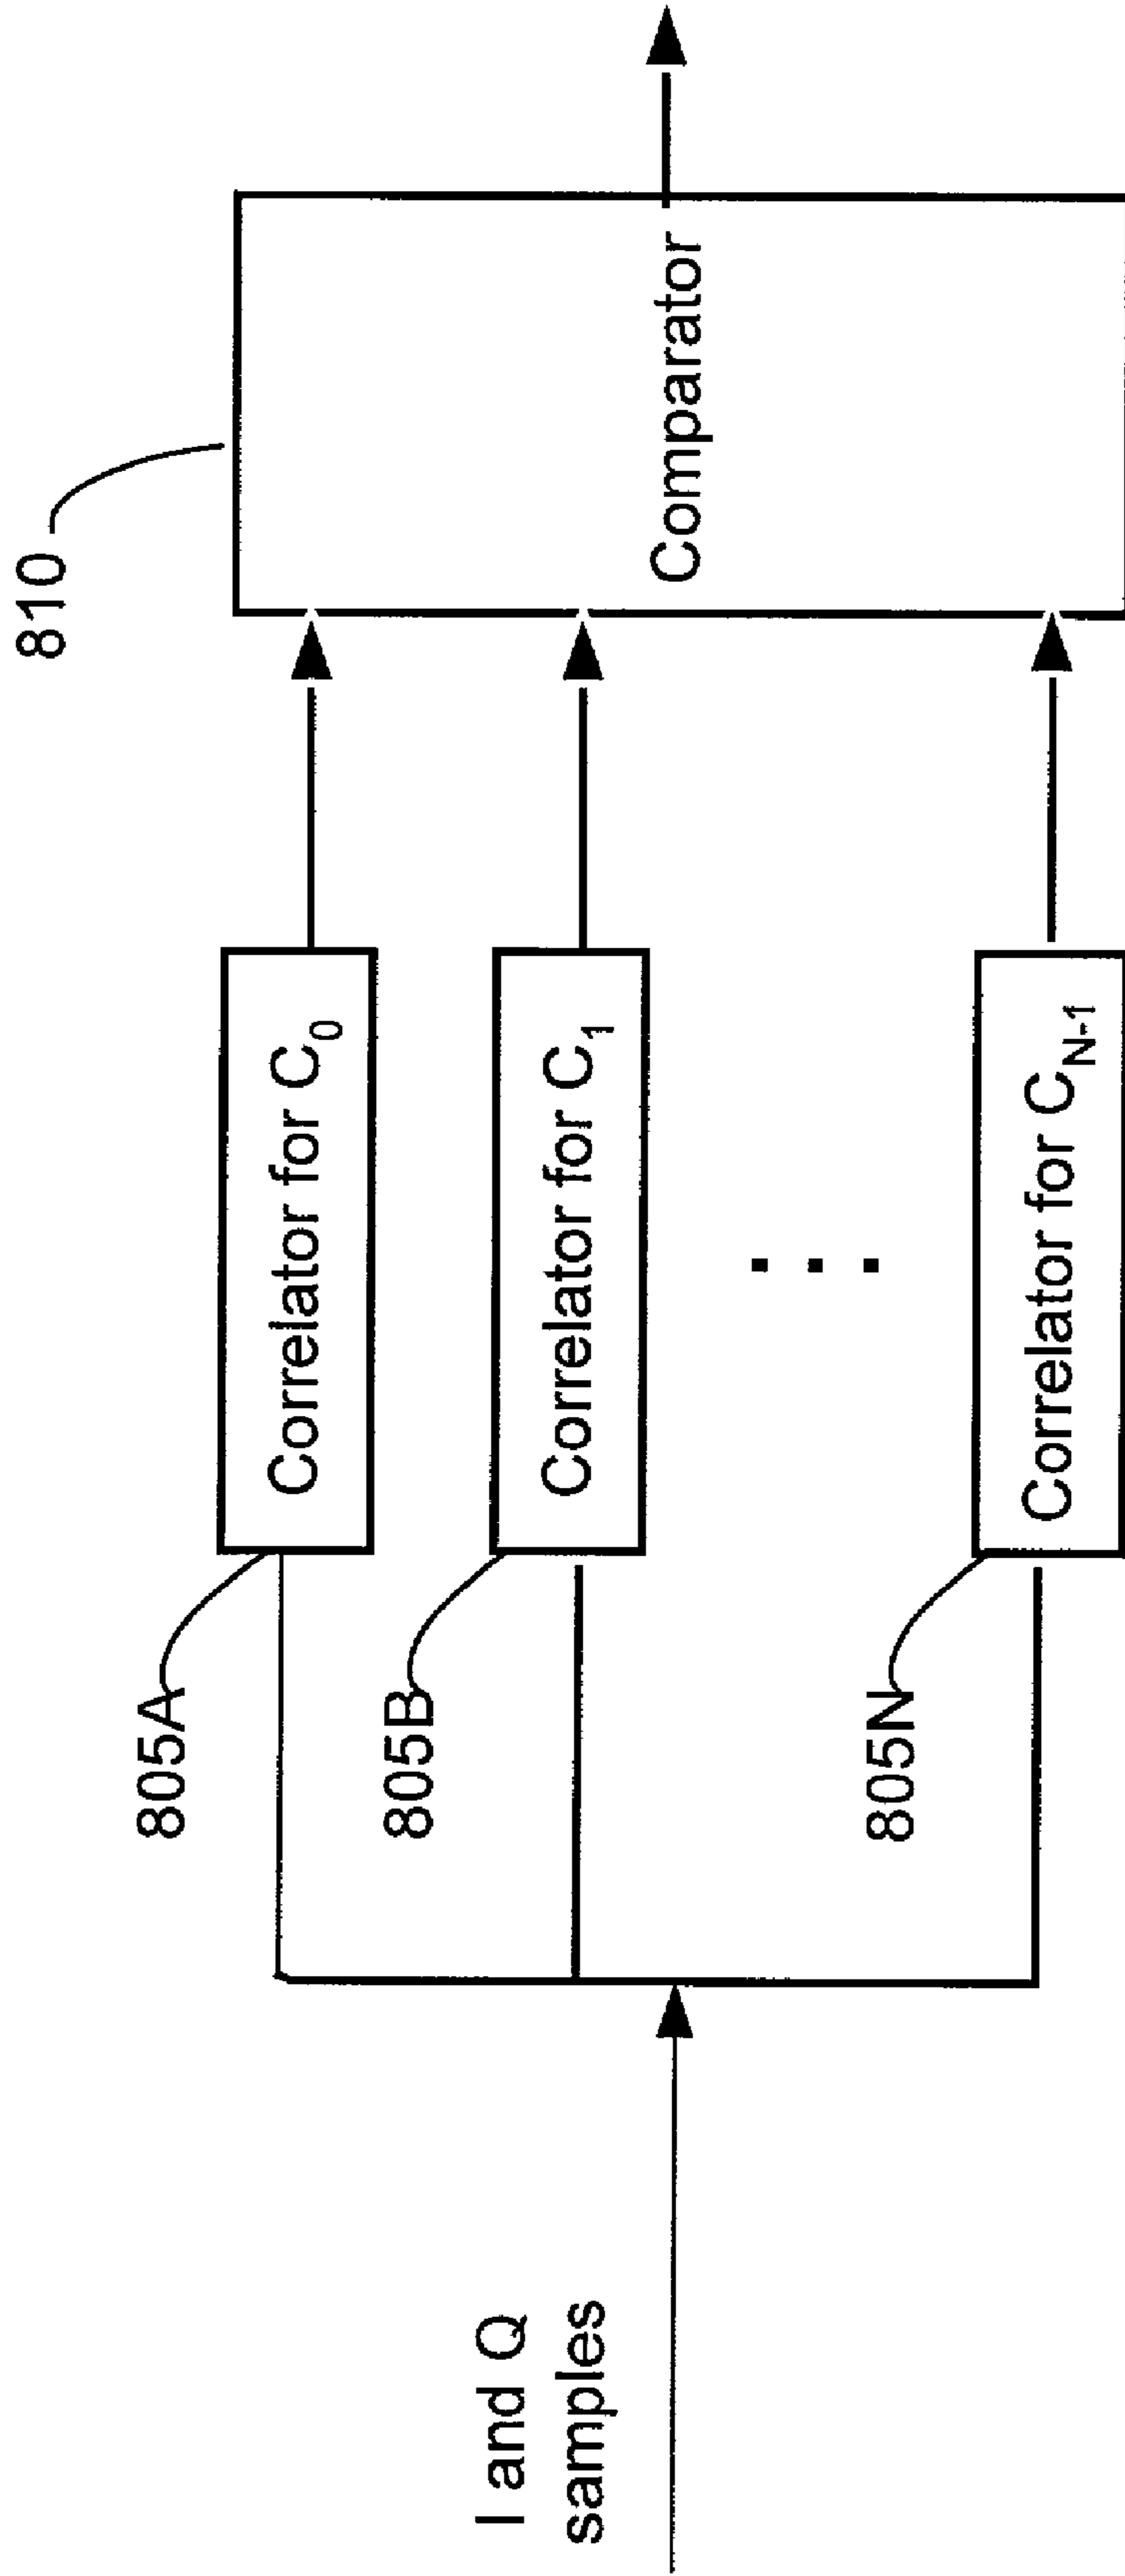 I and Q
samples
805A
Correlator for C0
805B
Correlator for C1
. . .
805N
Correlator for CN-1
810
Comparator